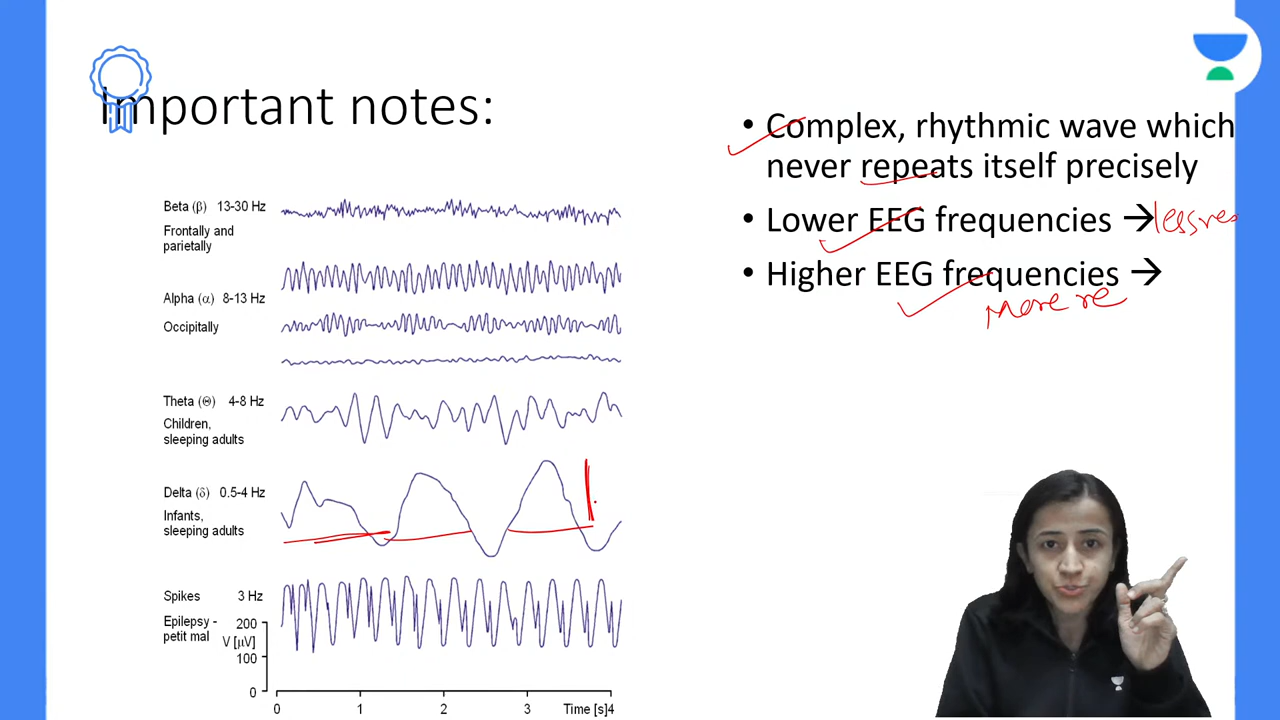 Important notes:
Beta (β) 13-30 Hz
Frontally and
parietally
Alpha (α) 8-13 Hz
Occipitally
Theta (Θ) 4-8 Hz
Children,
sleeping adults
Delta (δ) 0.5-4 Hz
Infants,
sleeping adults
Spikes 3 Hz
Epilepsy -
petit mal
200
V [μV]
100
0
0 1 2 3 Time [s] 4
• Complex, rhythmic wave which
never repeats itself precisely
• Lower EEG frequencies → less res
• Higher EEG frequencies →
More re